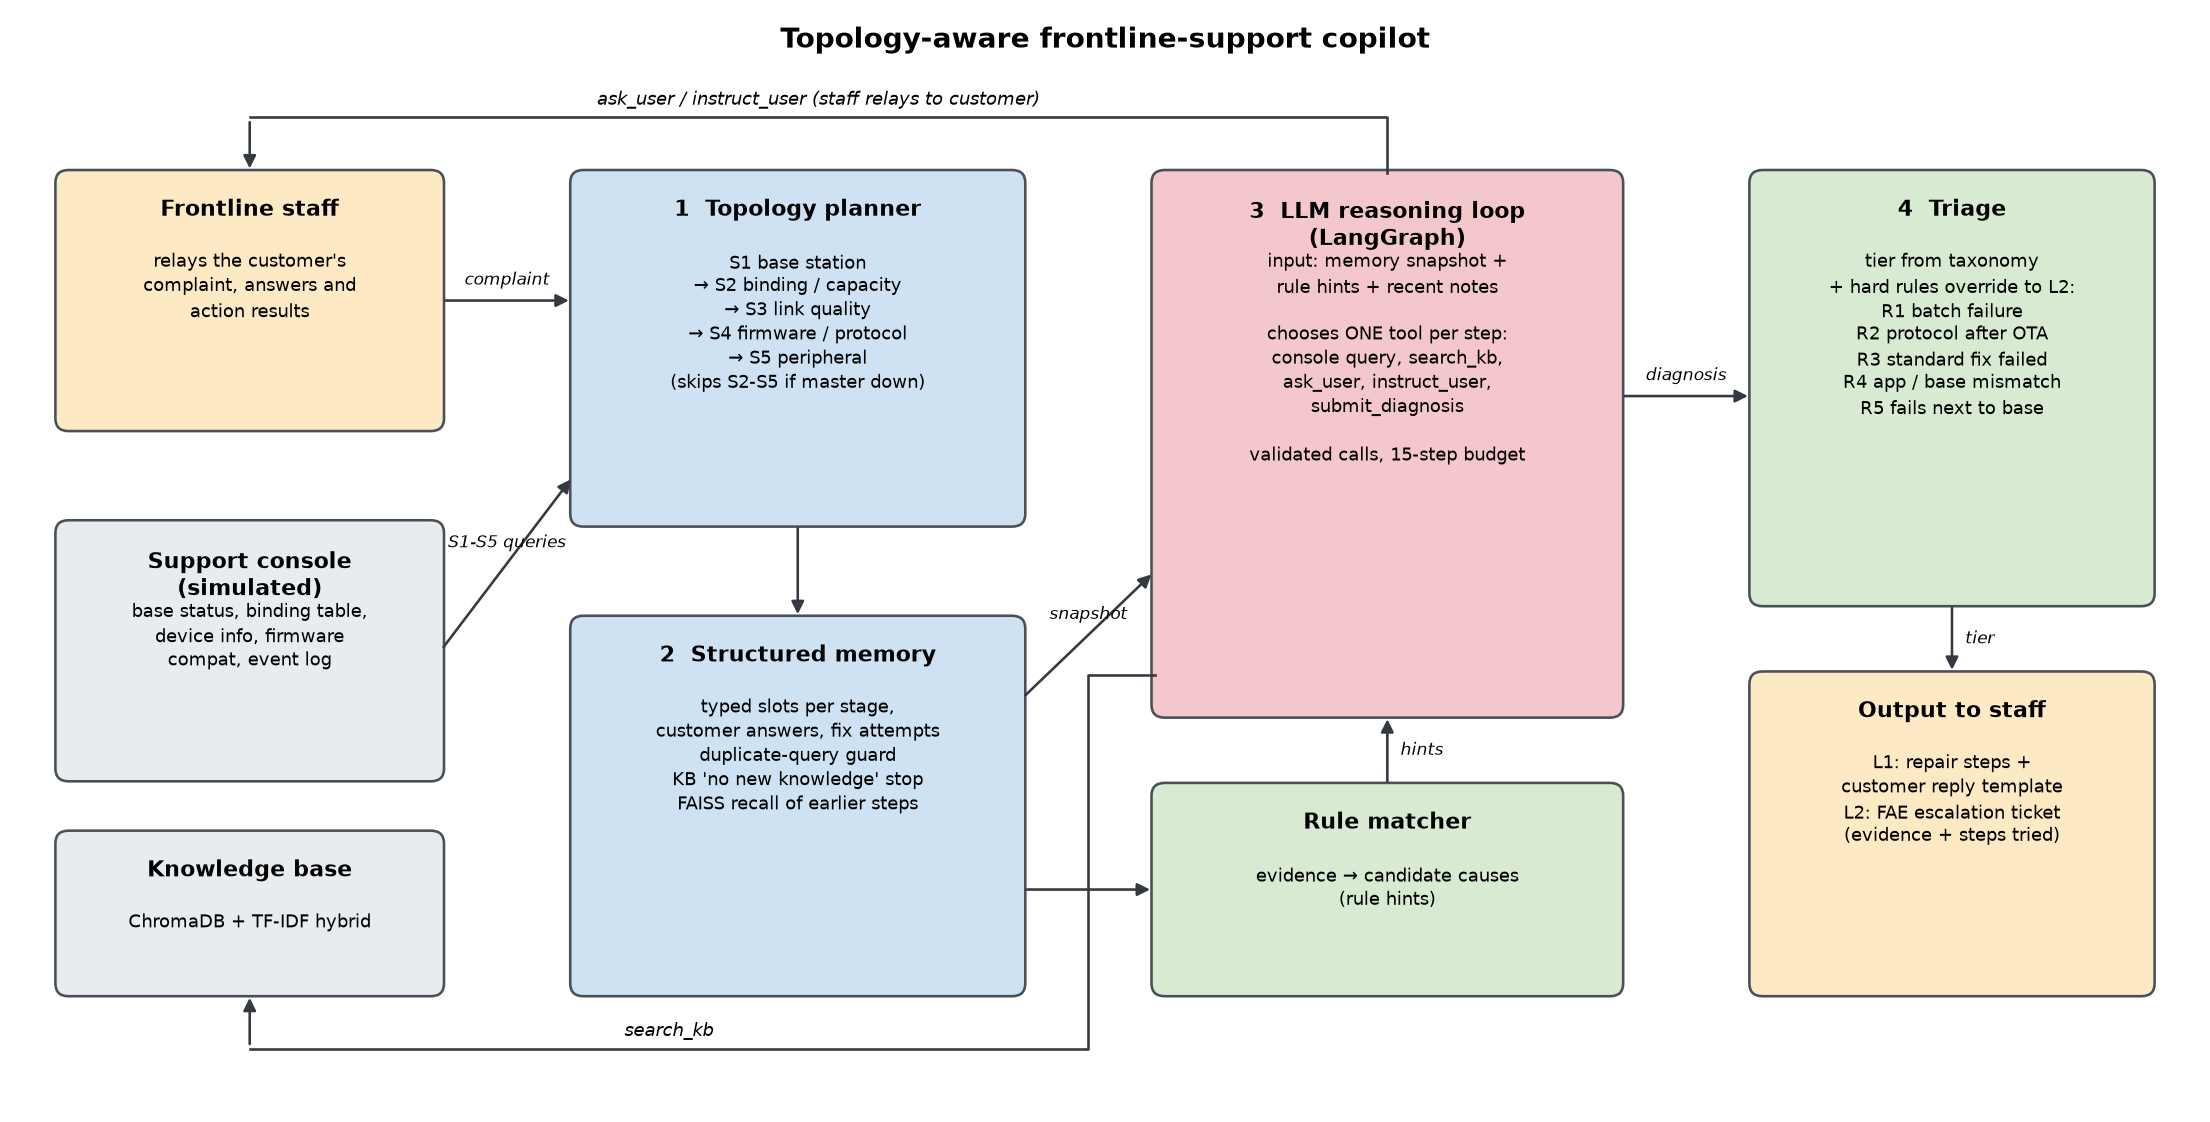 Topology-aware frontline-support copilot
ask_user / instruct_user (staff relays to customer)
Frontline staff
relays the customer's
complaint, answers and
action results
complaint
1 Topology planner
S1 base station
→ S2 binding / capacity
→ S3 link quality
→ S4 firmware / protocol
→ S5 peripheral
(skips S2-S5 if master down)
3 LLM reasoning loop
(LangGraph)
input: memory snapshot +
rule hints + recent notes
chooses ONE tool per step:
console query, search_kb,
ask_user, instruct_user,
submit_diagnosis
validated calls, 15-step budget
diagnosis
4 Triage
tier from taxonomy
+ hard rules override to L2:
R1 batch failure
R2 protocol after OTA
R3 standard fix failed
R4 app / base mismatch
R5 fails next to base
Support console
(simulated)
base status, binding table,
device info, firmware
compat, event log
S1-S5 queries
2 Structured memory
typed slots per stage,
customer answers, fix attempts
duplicate-query guard
KB 'no new knowledge' stop
FAISS recall of earlier steps
snapshot
hints
tier
Output to staff
L1: repair steps +
customer reply template
L2: FAE escalation ticket
(evidence + steps tried)
Knowledge base
ChromaDB + TF-IDF hybrid
Rule matcher
evidence → candidate causes
(rule hints)
search_kb